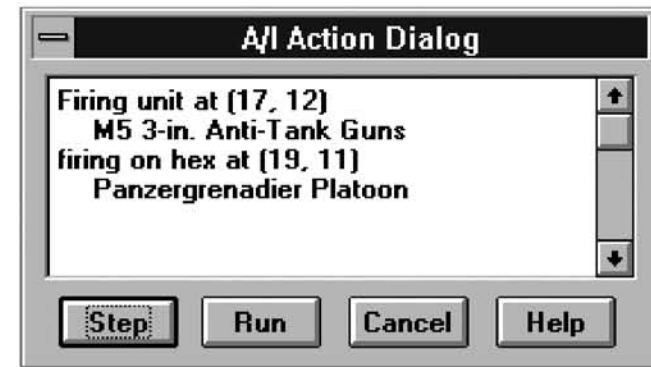 A/I Action Dialog
Firing unit at (17, 12)
M5 3-in. Anti-Tank Guns
firing on hex at (19, 11)
Panzergrenadier Platoon
Step Run Cancel Help